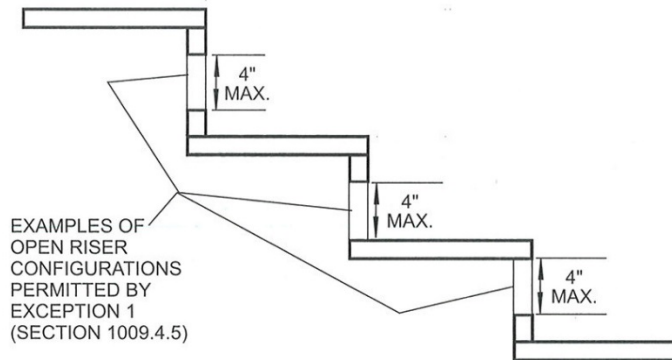 4"
MAX.
4"
MAX.
4"
MAX.
EXAMPLES OF
OPEN RISER
CONFIGURATIONS
PERMITTED BY
EXCEPTION 1
(SECTION 1009.4.5)